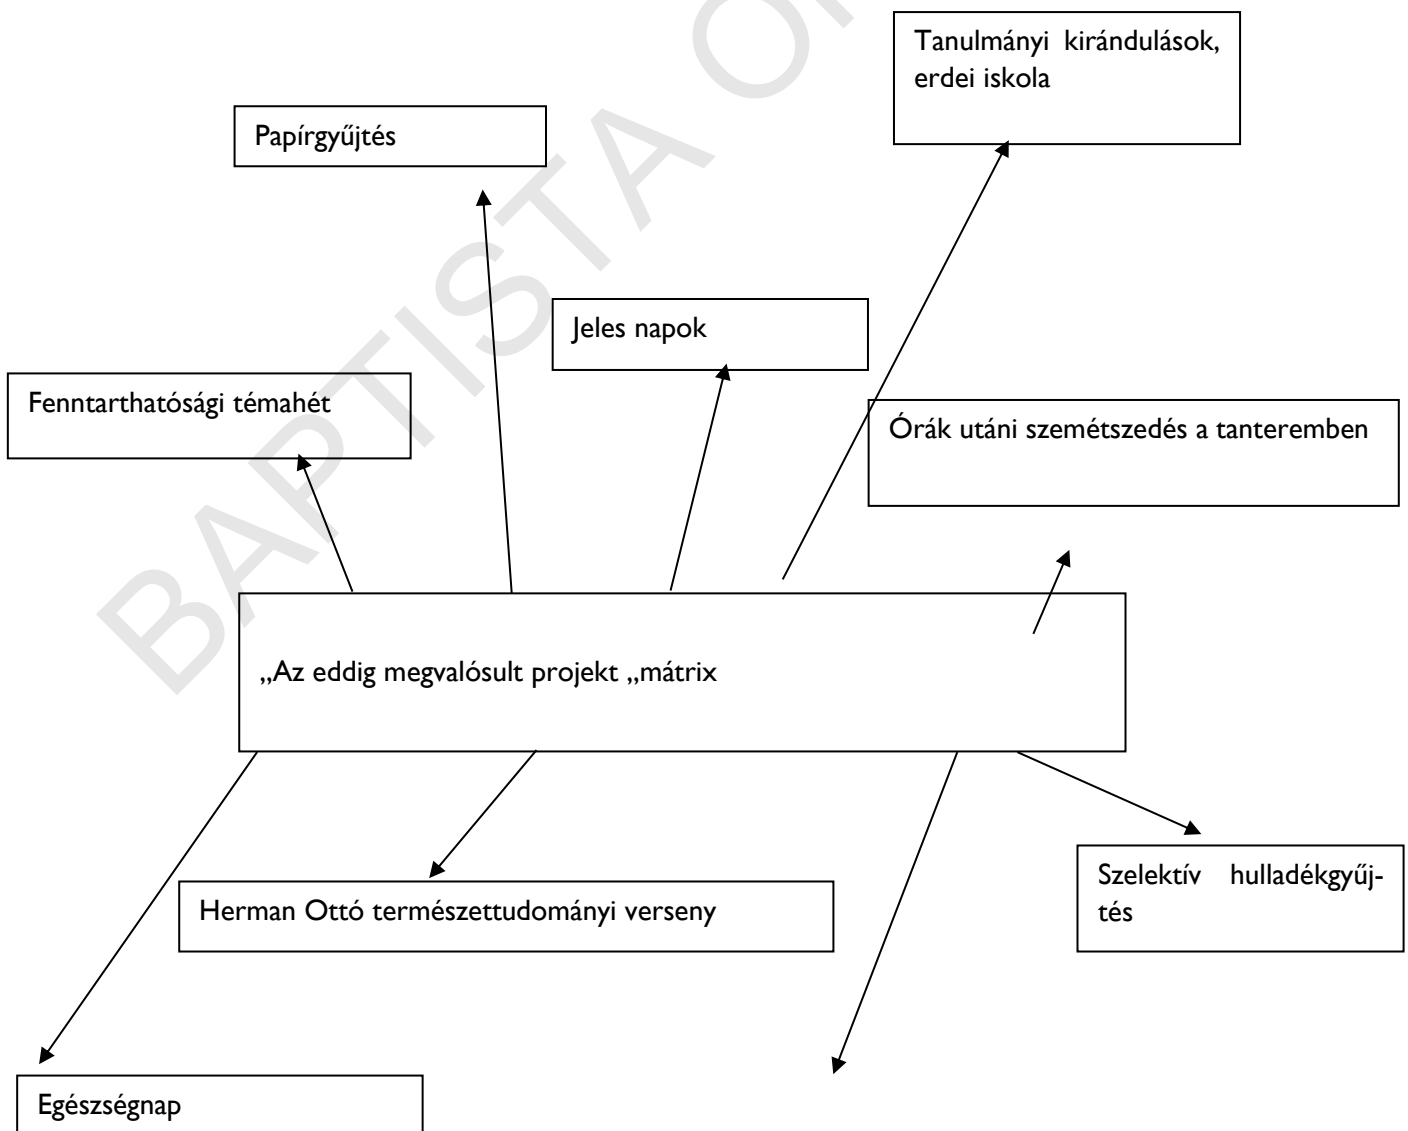 Tanulmányi kirándulások,
erdei iskola
Papírgyűjtés
Jeles napok
Fenntarthatósági témahét
Órák utáni szemétszedés a tanteremben
„Az eddig megvalósult projekt „mátrix
Szelektív hulladékgyűj-
tés
Herman Ottó természettudományi verseny
Egészségnap
BAPTISTA